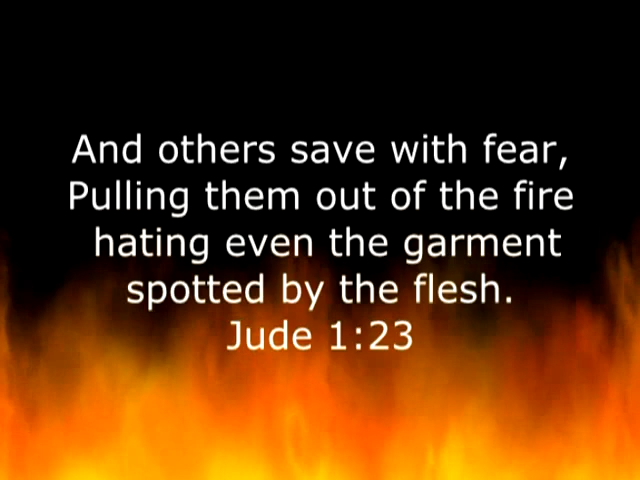 And others save with fear,
Pulling them out of the fire
hating even the garment
spotted by the flesh.
Jude 1:23